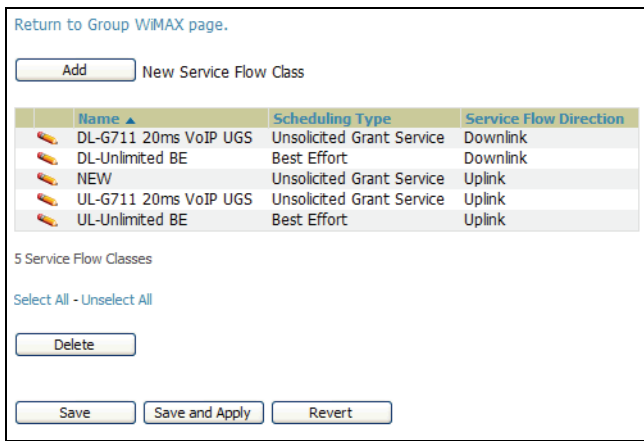 Return to Group WiMAX page.
Add New Service Flow Class
Name ▲ Scheduling Type Service Flow Direction
DL-G711 20ms VoIP UGS Unsolicited Grant Service Downlink
DL-Unlimited BE Best Effort Downlink
NEW Unsolicited Grant Service Uplink
UL-G711 20ms VoIP UGS Unsolicited Grant Service Uplink
UL-Unlimited BE Best Effort Uplink
5 Service Flow Classes
Select All - Unselect All
Delete
Save Save and Apply Revert